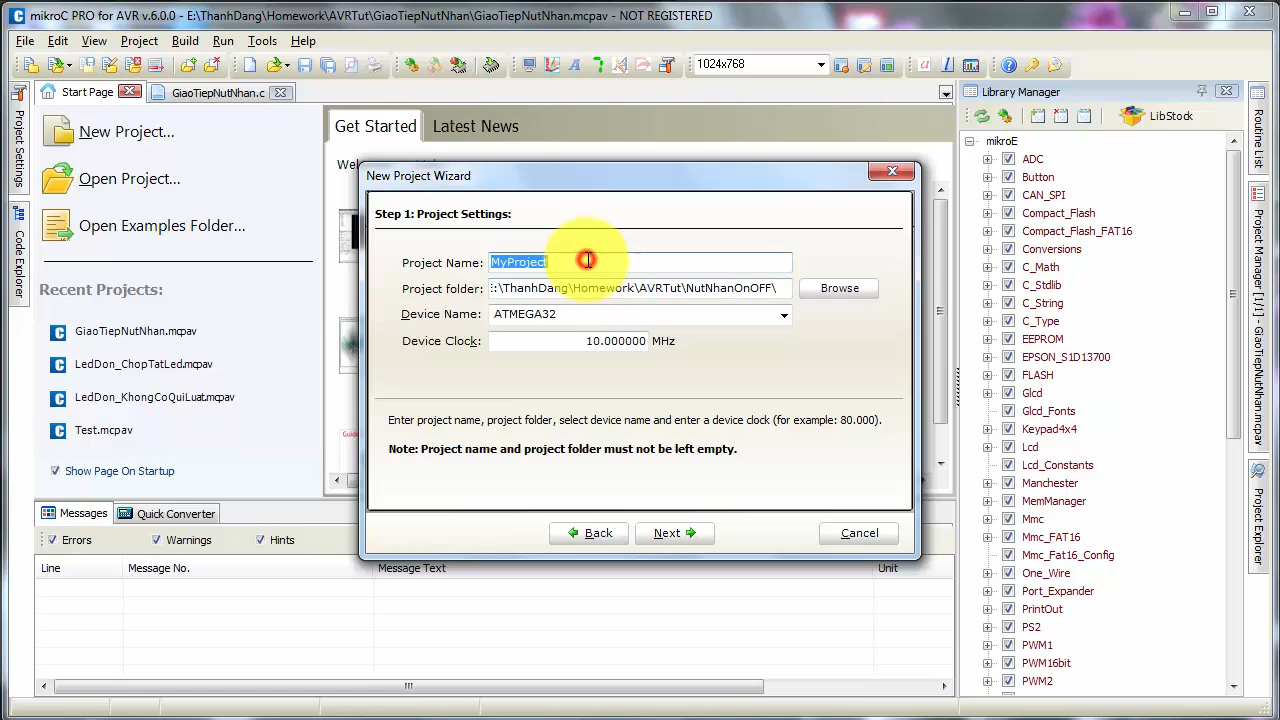 mikroC PRO for AVR v.6.0.0 - E:\ThanhDang\Homework\AVRTut\GiaoTiepNutNhan\GiaoTiepNutNhan.mcpav - NOT REGISTERED
File Edit View Project Build Run Tools Help
1024x768
Start Page
GiaoTiepNutNhan.c
Library Manager
LibStock
Project Settings
Code Explorer
New Project...
Open Project...
Open Examples Folder...
Recent Projects:
GiaoTiepNutNhan.mcpav
LedDon_ChopTatLed.mcpav
LedDon_KhongCoQuiLuat.mcpav
Test.mcpav
Show Page On Startup
Get Started
Latest News
New Project Wizard
Step 1: Project Settings:
Project Name: MyProject
Project folder: :\ThanhDang\Homework\AVRTut\NutNhanOnOFF\
Browse
Device Name: ATMEGA32
Device Clock: 10.000000 MHz
Enter project name, project folder, select device name and enter a device clock (for example: 80.000).
Note: Project name and project folder must not be left empty.
Back
Next
Cancel
Messages
Quick Converter
Errors
Warnings
Hints
Line
Message No.
Message Text
Unit
mikroE
ADC
Button
CAN_SPI
Compact_Flash
Compact_Flash_FAT16
Conversions
C_Math
C_Stdlib
C_String
C_Type
EEPROM
EPSON_S1D13700
FLASH
Glcd
Glcd_Fonts
Keypad4x4
Lcd
Lcd_Constants
Manchester
MemManager
Mmc
Mmc_FAT16
Mmc_Fat16_Config
One_Wire
Port_Expander
PrintOut
PS2
PWM1
PWM16bit
PWM2
Routine List
Project Manager [1/1] - GiaoTiepNutNhan.mcpav
Project Explorer